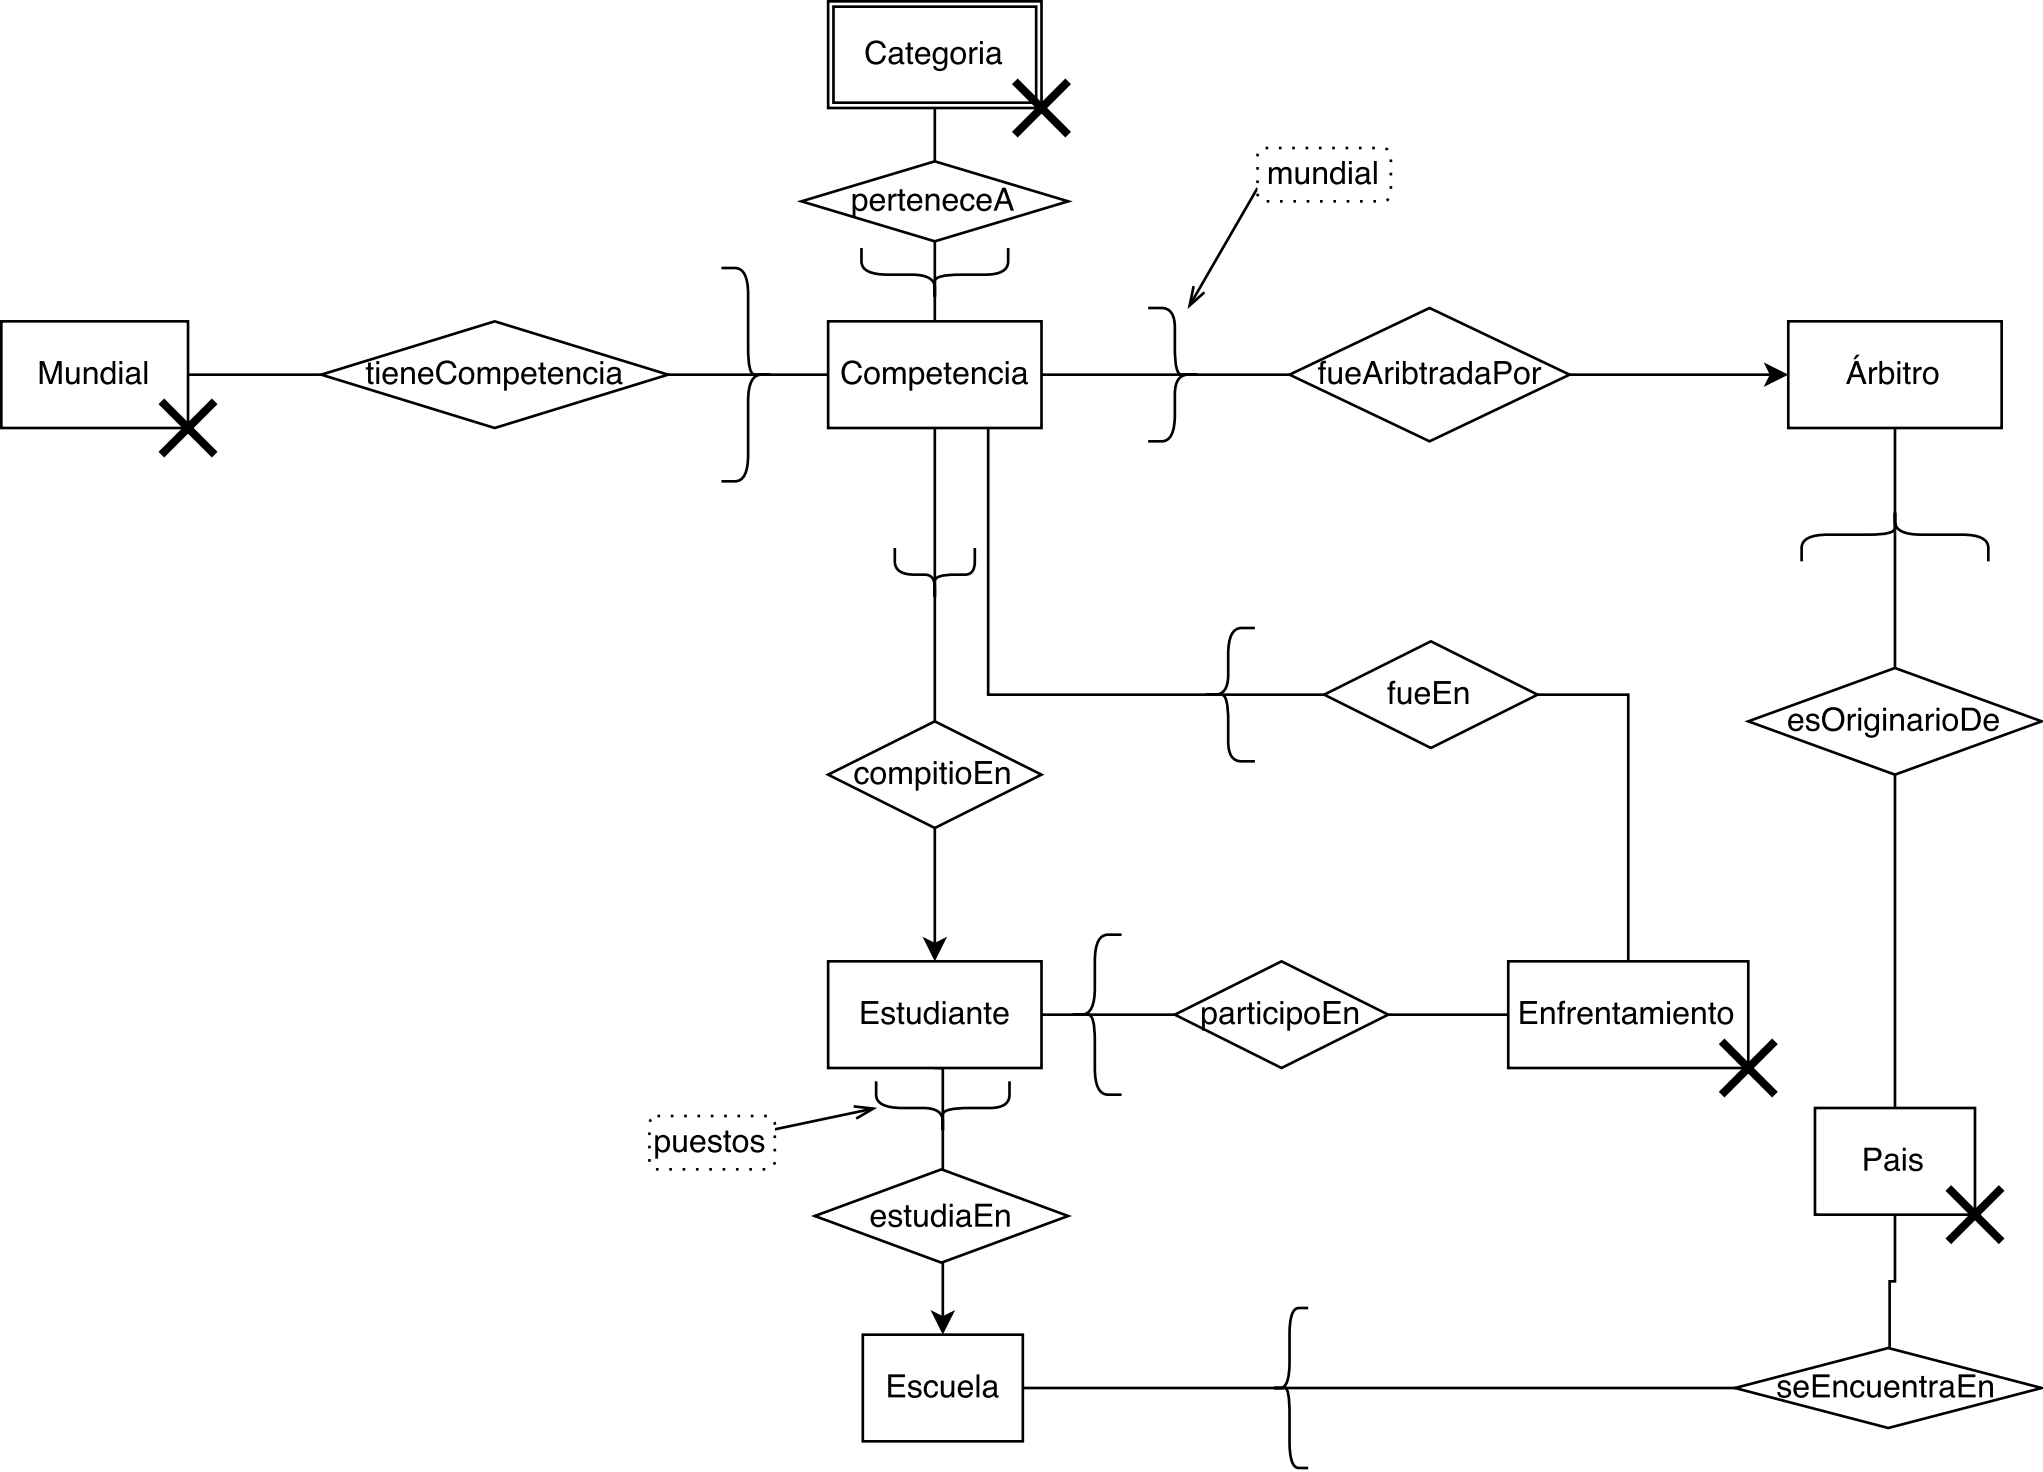 Categoria
perteneceA
mundial
Mundial
tieneCompetencia
Competencia
fueAribtradaPor
Árbitro
fueEn
esOriginarioDe
compitioEn
Estudiante
participoEn
Enfrentamiento
puestos
Pais
estudiaEn
Escuela
seEncuentraEn